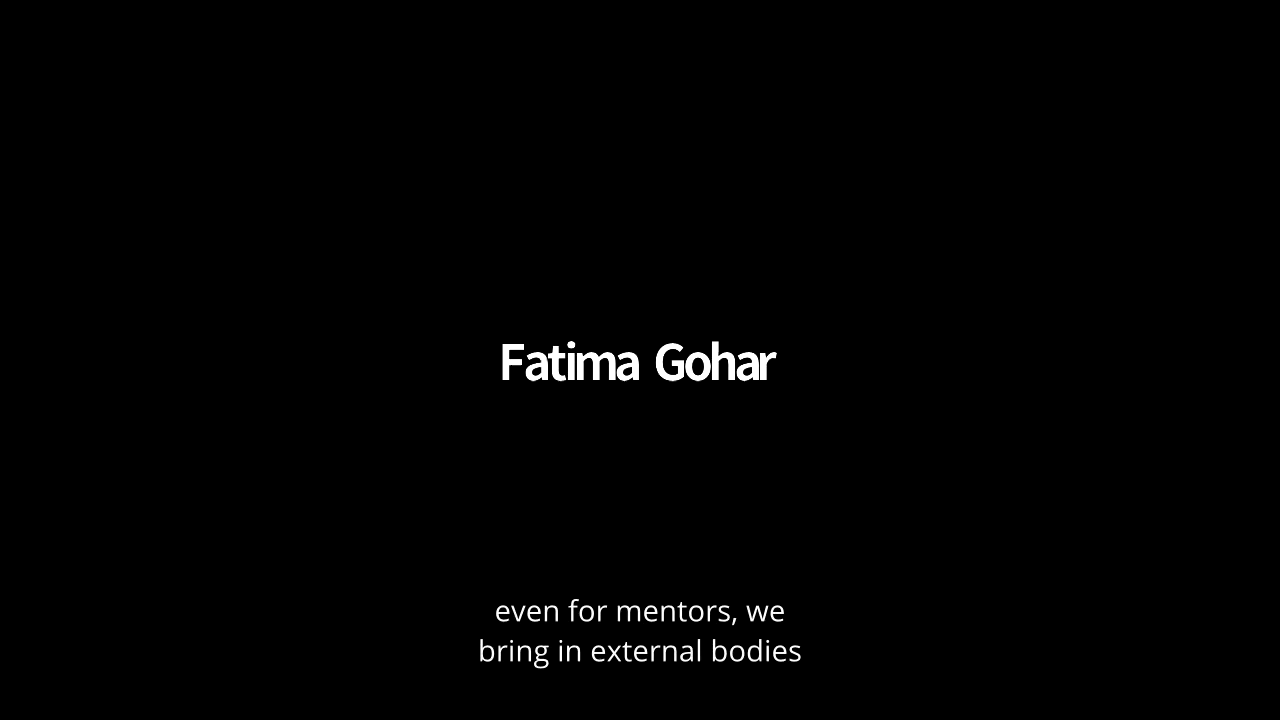 Fatima Gohar
even for mentors, we
bring in external bodies